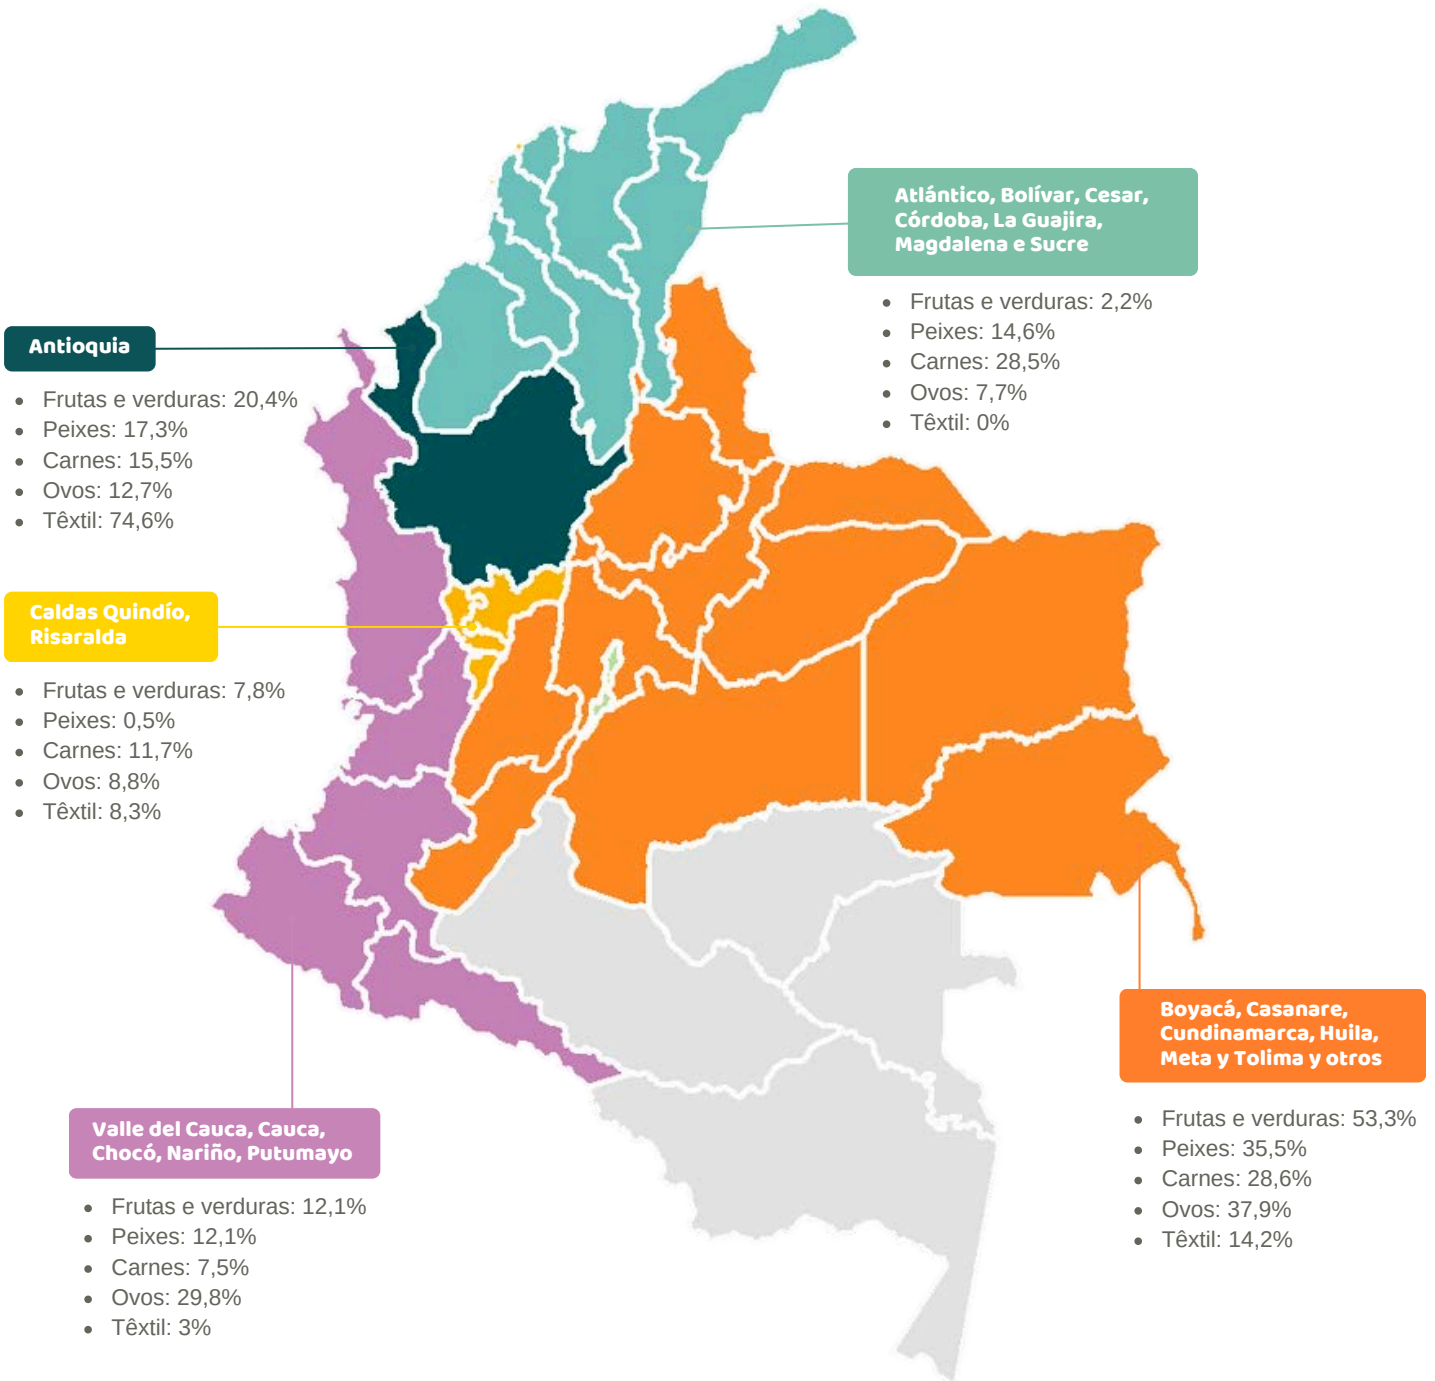 Atlántico, Bolívar, Cesar,
Córdoba, La Guajira,
Magdalena e Sucre
• Frutas e verduras: 2,2%
• Peixes: 14,6%
• Carnes: 28,5%
• Ovos: 7,7%
• Têxtil: 0%
Antioquia
• Frutas e verduras: 20,4%
• Peixes: 17,3%
• Carnes: 15,5%
• Ovos: 12,7%
• Têxtil: 74,6%
Caldas Quindío,
Risaralda
• Frutas e verduras: 7,8%
• Peixes: 0,5%
• Carnes: 11,7%
• Ovos: 8,8%
• Têxtil: 8,3%
Boyacá, Casanare,
Cundinamarca, Huila,
Meta y Tolima y otros
• Frutas e verduras: 53,3%
• Peixes: 35,5%
• Carnes: 28,6%
• Ovos: 37,9%
• Têxtil: 14,2%
Valle del Cauca, Cauca,
Chocó, Nariño, Putumayo
• Frutas e verduras: 12,1%
• Peixes: 12,1%
• Carnes: 7,5%
• Ovos: 29,8%
• Têxtil: 3%